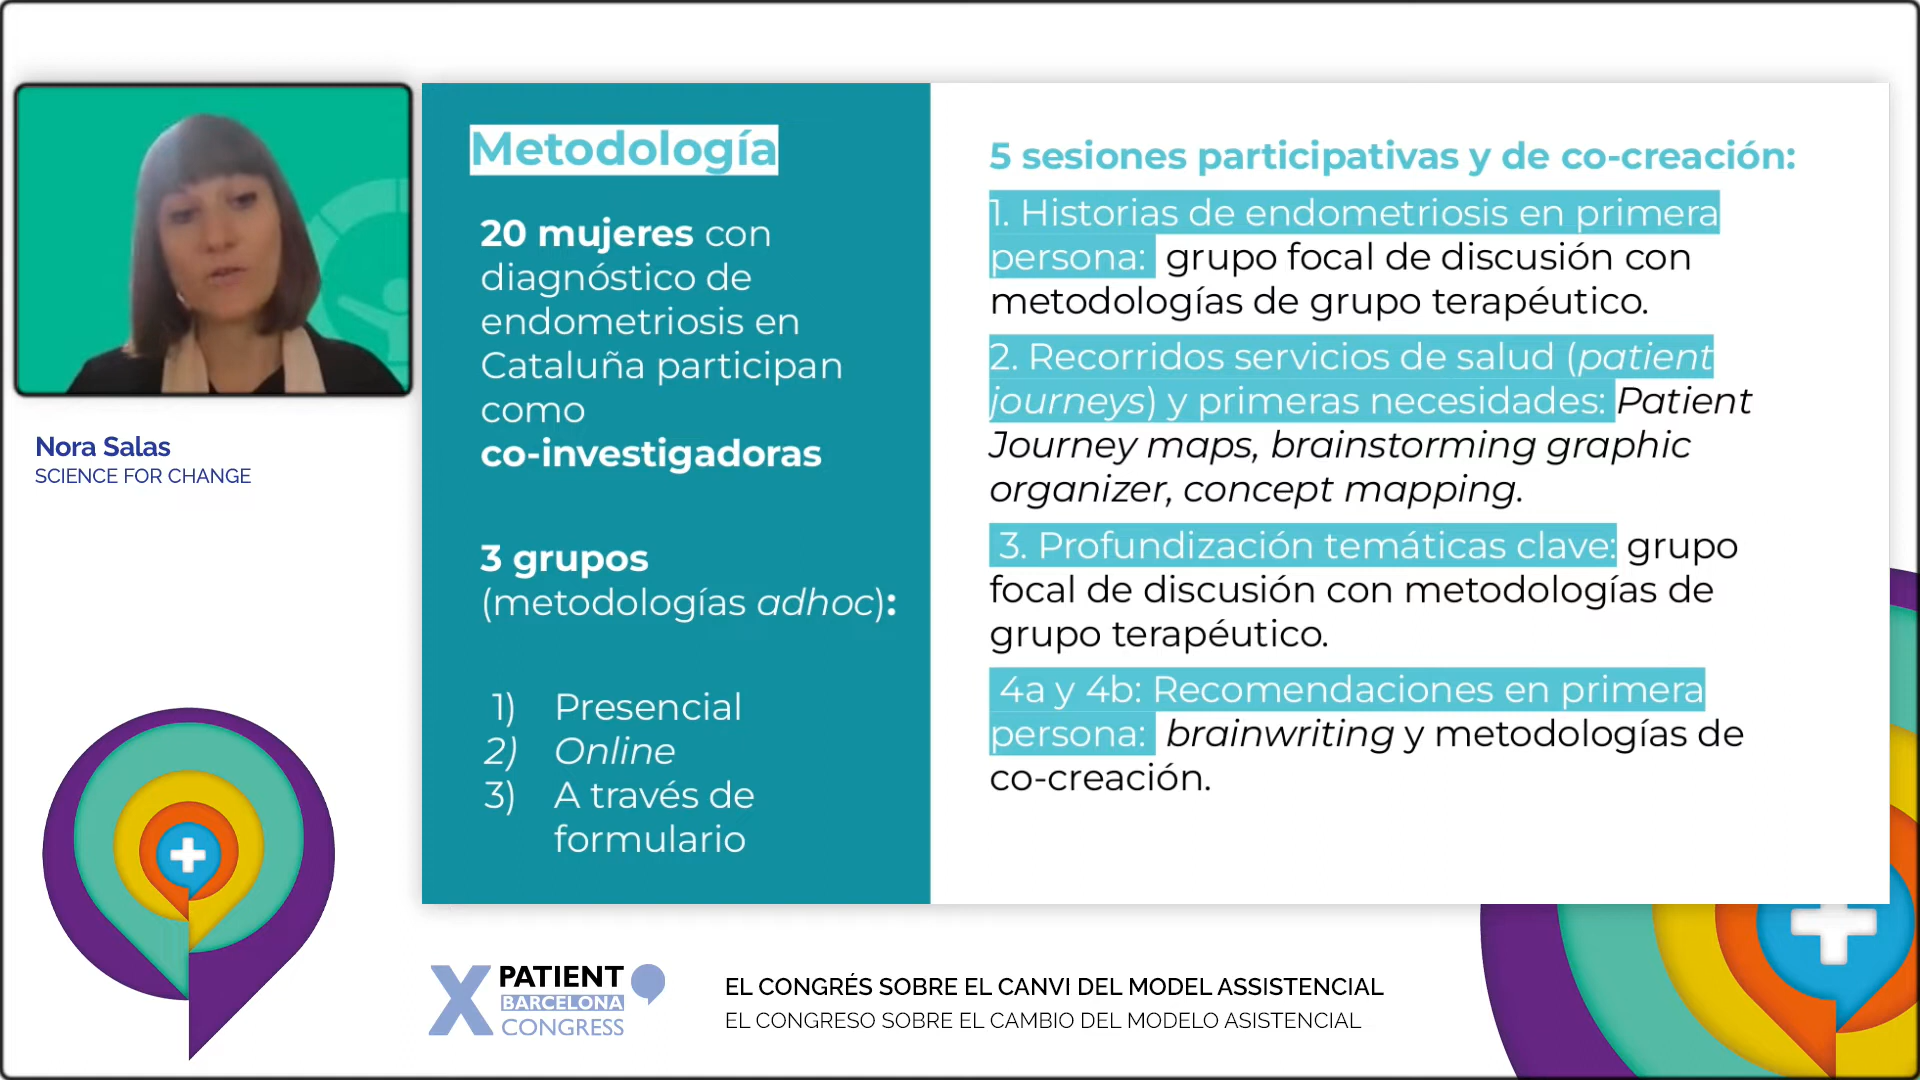 Nora Salas
SCIENCE FOR CHANGE
Metodología
20 mujeres con
diagnóstico de
endometriosis en
Cataluña participan
como
co-investigadoras
3 grupos
(metodologías adhoc):
1) Presencial
2) Online
3) A través de
formulario
5 sesiones participativas y de co-creación:
1. Historias de endometriosis en primera
persona: grupo focal de discusión con
metodologías de grupo terapéutico.
2. Recorridos servicios de salud (patient
journeys) y primeras necesidades: Patient
Journey maps, brainstorming graphic
organizer, concept mapping.
3. Profundización temáticas clave: grupo
focal de discusión con metodologías de
grupo terapéutico.
4a y 4b: Recomendaciones en primera
persona: brainwriting y metodologías de
co-creación.
X PATIENT
BARCELONA
CONGRESS
EL CONGRÉS SOBRE EL CANVI DEL MODEL ASSISTENCIAL
EL CONGRESO SOBRE EL CAMBIO DEL MODELO ASISTENCIAL